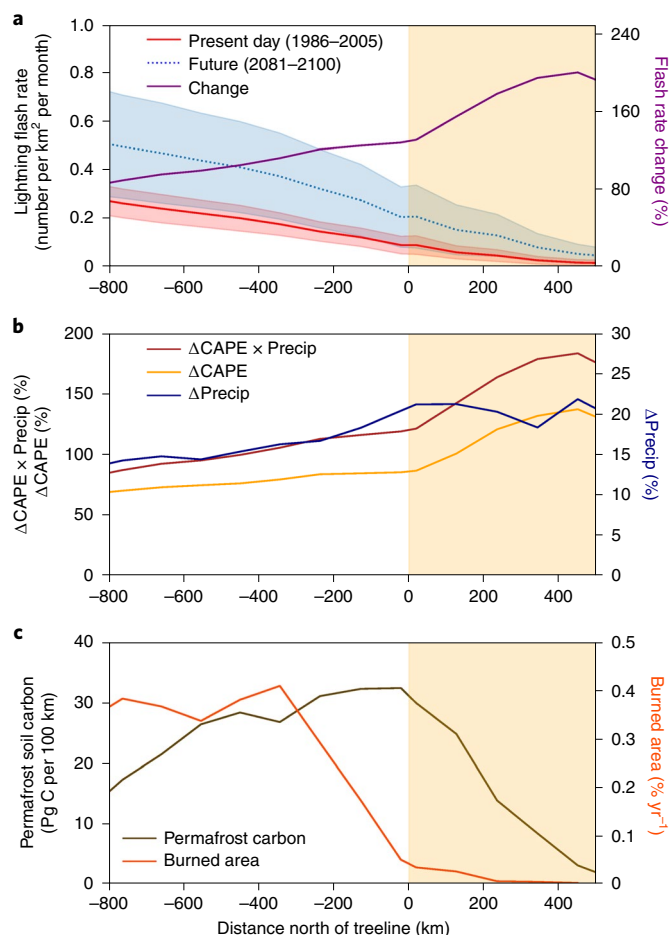 a
1.0
0.8
0.6
0.4
0.2
0
Lightning flash rate
(number per km² per month)
Present day (1986–2005)
Future (2081–2100)
Change
240
160
80
0
Flash rate change (%)
−800 −600 −400 −200 0 200 400
b
200
150
100
75
50
0
ΔCAPE × Precip (%)
ΔCAPE (%)
ΔCAPE × Precip
ΔCAPE
ΔPrecip
30
25
20
15
10
5
0
ΔPrecip (%)
−800 −600 −400 −200 0 200 400
c
40
30
20
10
0
Permafrost soil carbon
(Pg C per 100 km)
Permafrost carbon
Burned area
0.5
0.4
0.3
0.2
0.1
0
Burned area (% yr⁻¹)
−800 −600 −400 −200 0 200 400
Distance north of treeline (km)